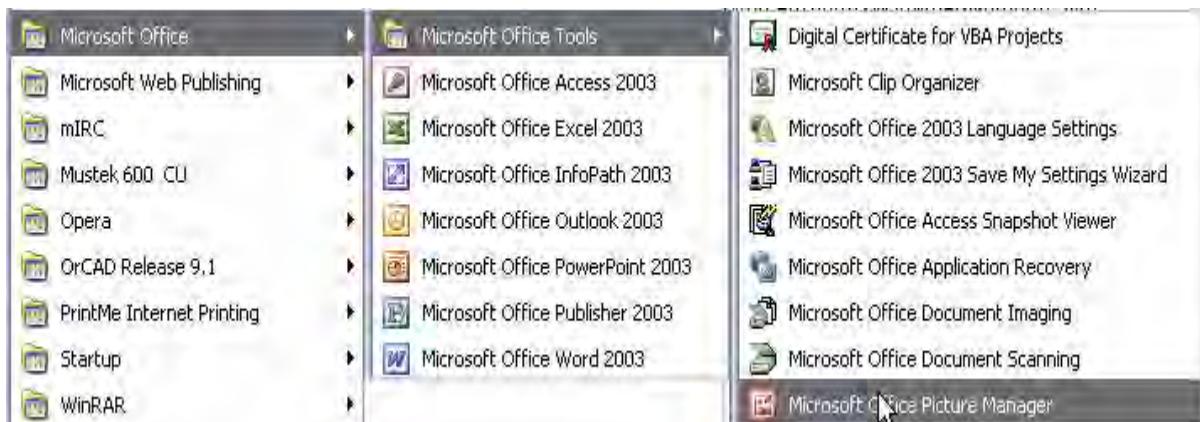 Microsoft Office
Microsoft Web Publishing
mIRC
Mustek 600 CU
Opera
OrCAD Release 9.1
PrintMe Internet Printing
Startup
WinRAR
Microsoft Office Tools
Microsoft Office Access 2003
Microsoft Office Excel 2003
Microsoft Office InfoPath 2003
Microsoft Office Outlook 2003
Microsoft Office PowerPoint 2003
Microsoft Office Publisher 2003
Microsoft Office Word 2003
Digital Certificate for VBA Projects
Microsoft Clip Organizer
Microsoft Office 2003 Language Settings
Microsoft Office 2003 Save My Settings Wizard
Microsoft Office Access Snapshot Viewer
Microsoft Office Application Recovery
Microsoft Office Document Imaging
Microsoft Office Document Scanning
Microsoft Office Picture Manager